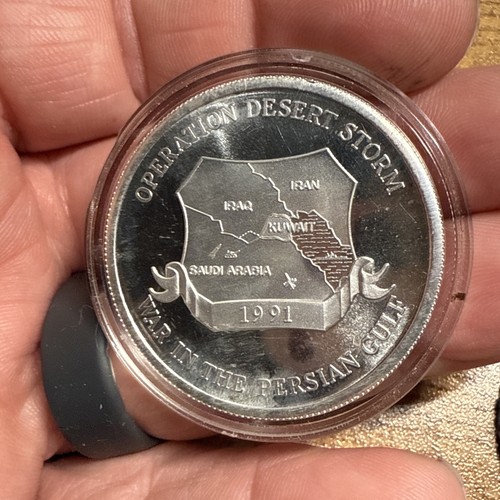 OPERATION DESERT STORM
IRAN
IRAQ
KUWAIT
SAUDI ARABIA
1991
WAR IN THE PERSIAN GULF